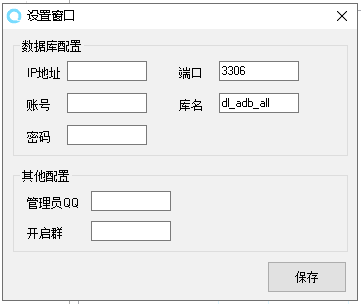 设置窗口
数据库配置
IP地址 端口 3306
账号 库名 dl_adb_all
密码
其他配置
管理员QQ
开启群
保存